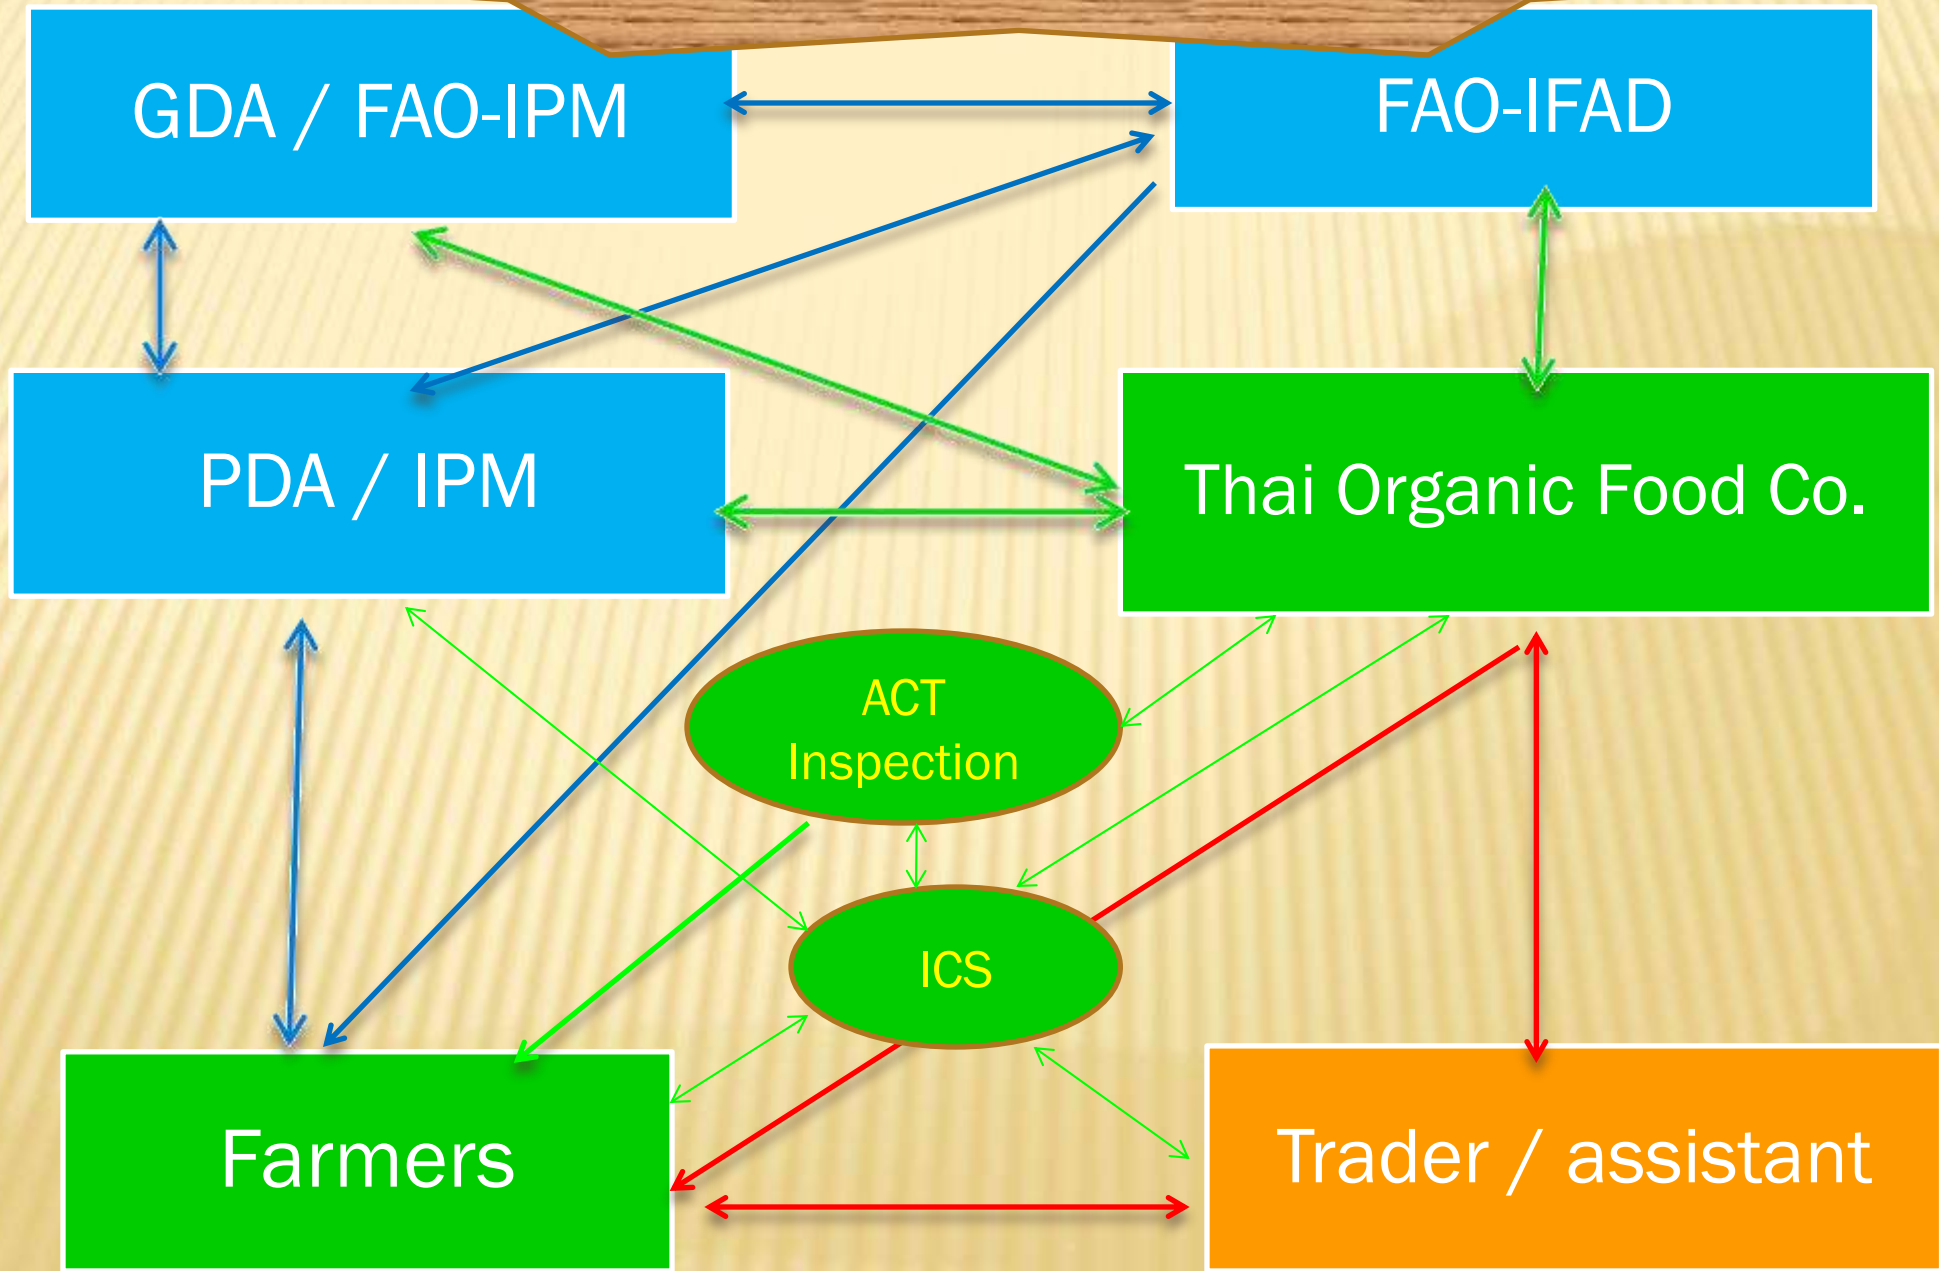 GDA / FAO-IPM
FAO-IFAD
PDA / IPM
Thai Organic Food Co.
ACT
Inspection
ICS
Farmers
Trader / assistant